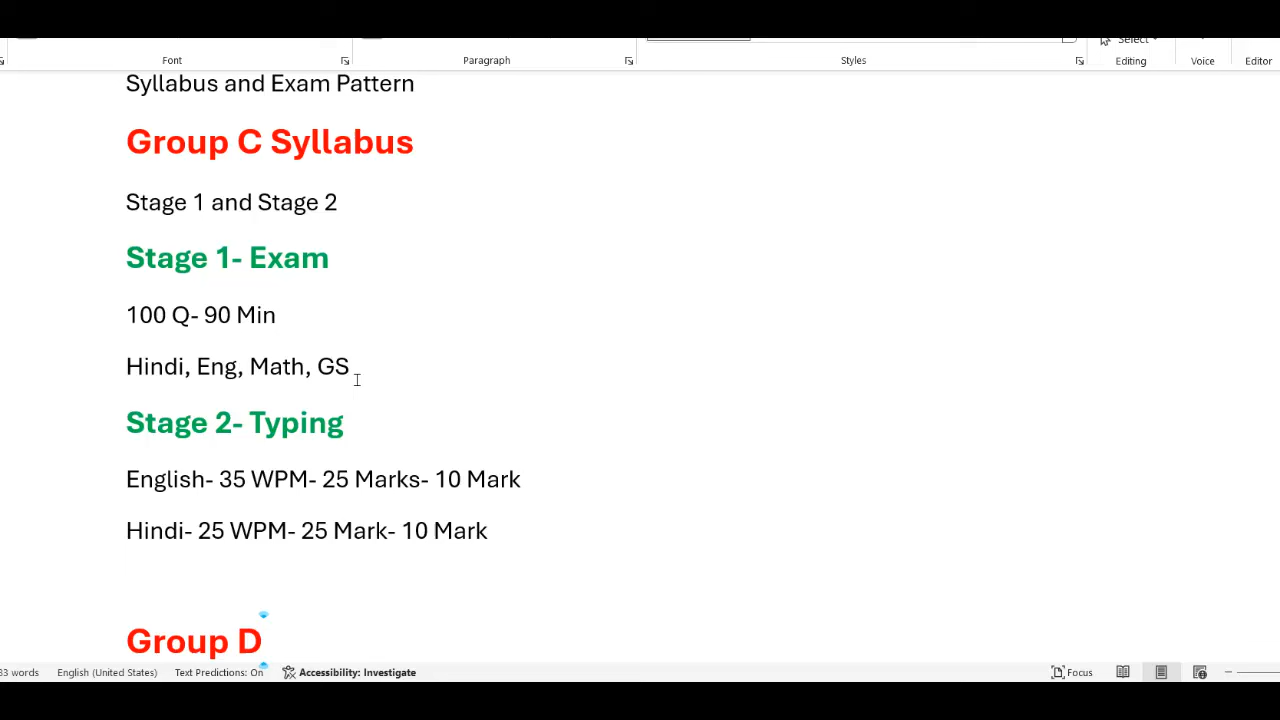 Select
Font
Paragraph
Styles
Editing
Voice
Editor
Syllabus and Exam Pattern
Group C Syllabus
Stage 1 and Stage 2
Stage 1- Exam
100 Q- 90 Min
Hindi, Eng, Math, GS
Stage 2- Typing
English- 35 WPM- 25 Marks- 10 Mark
Hindi- 25 WPM- 25 Mark- 10 Mark
Group D
33 words
English (United States)
Text Predictions: On
Accessibility: Investigate
Focus